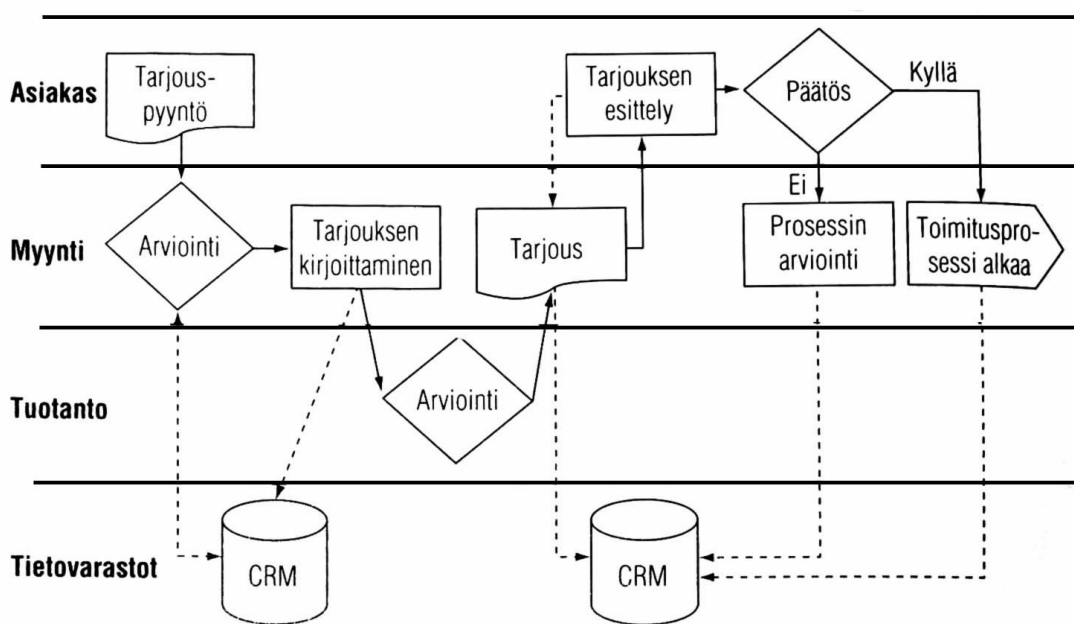 Asiakas
Tarjous-
pyyntö
Tarjouksen
esittely
Päätös
Kyllä
Ei
Myynti
Arviointi
Tarjouksen
kirjoittaminen
Tarjous
Prosessin
arviointi
Toimituspro-
sessi alkaa
Tuotanto
Arviointi
Tietovarastot
CRM
CRM